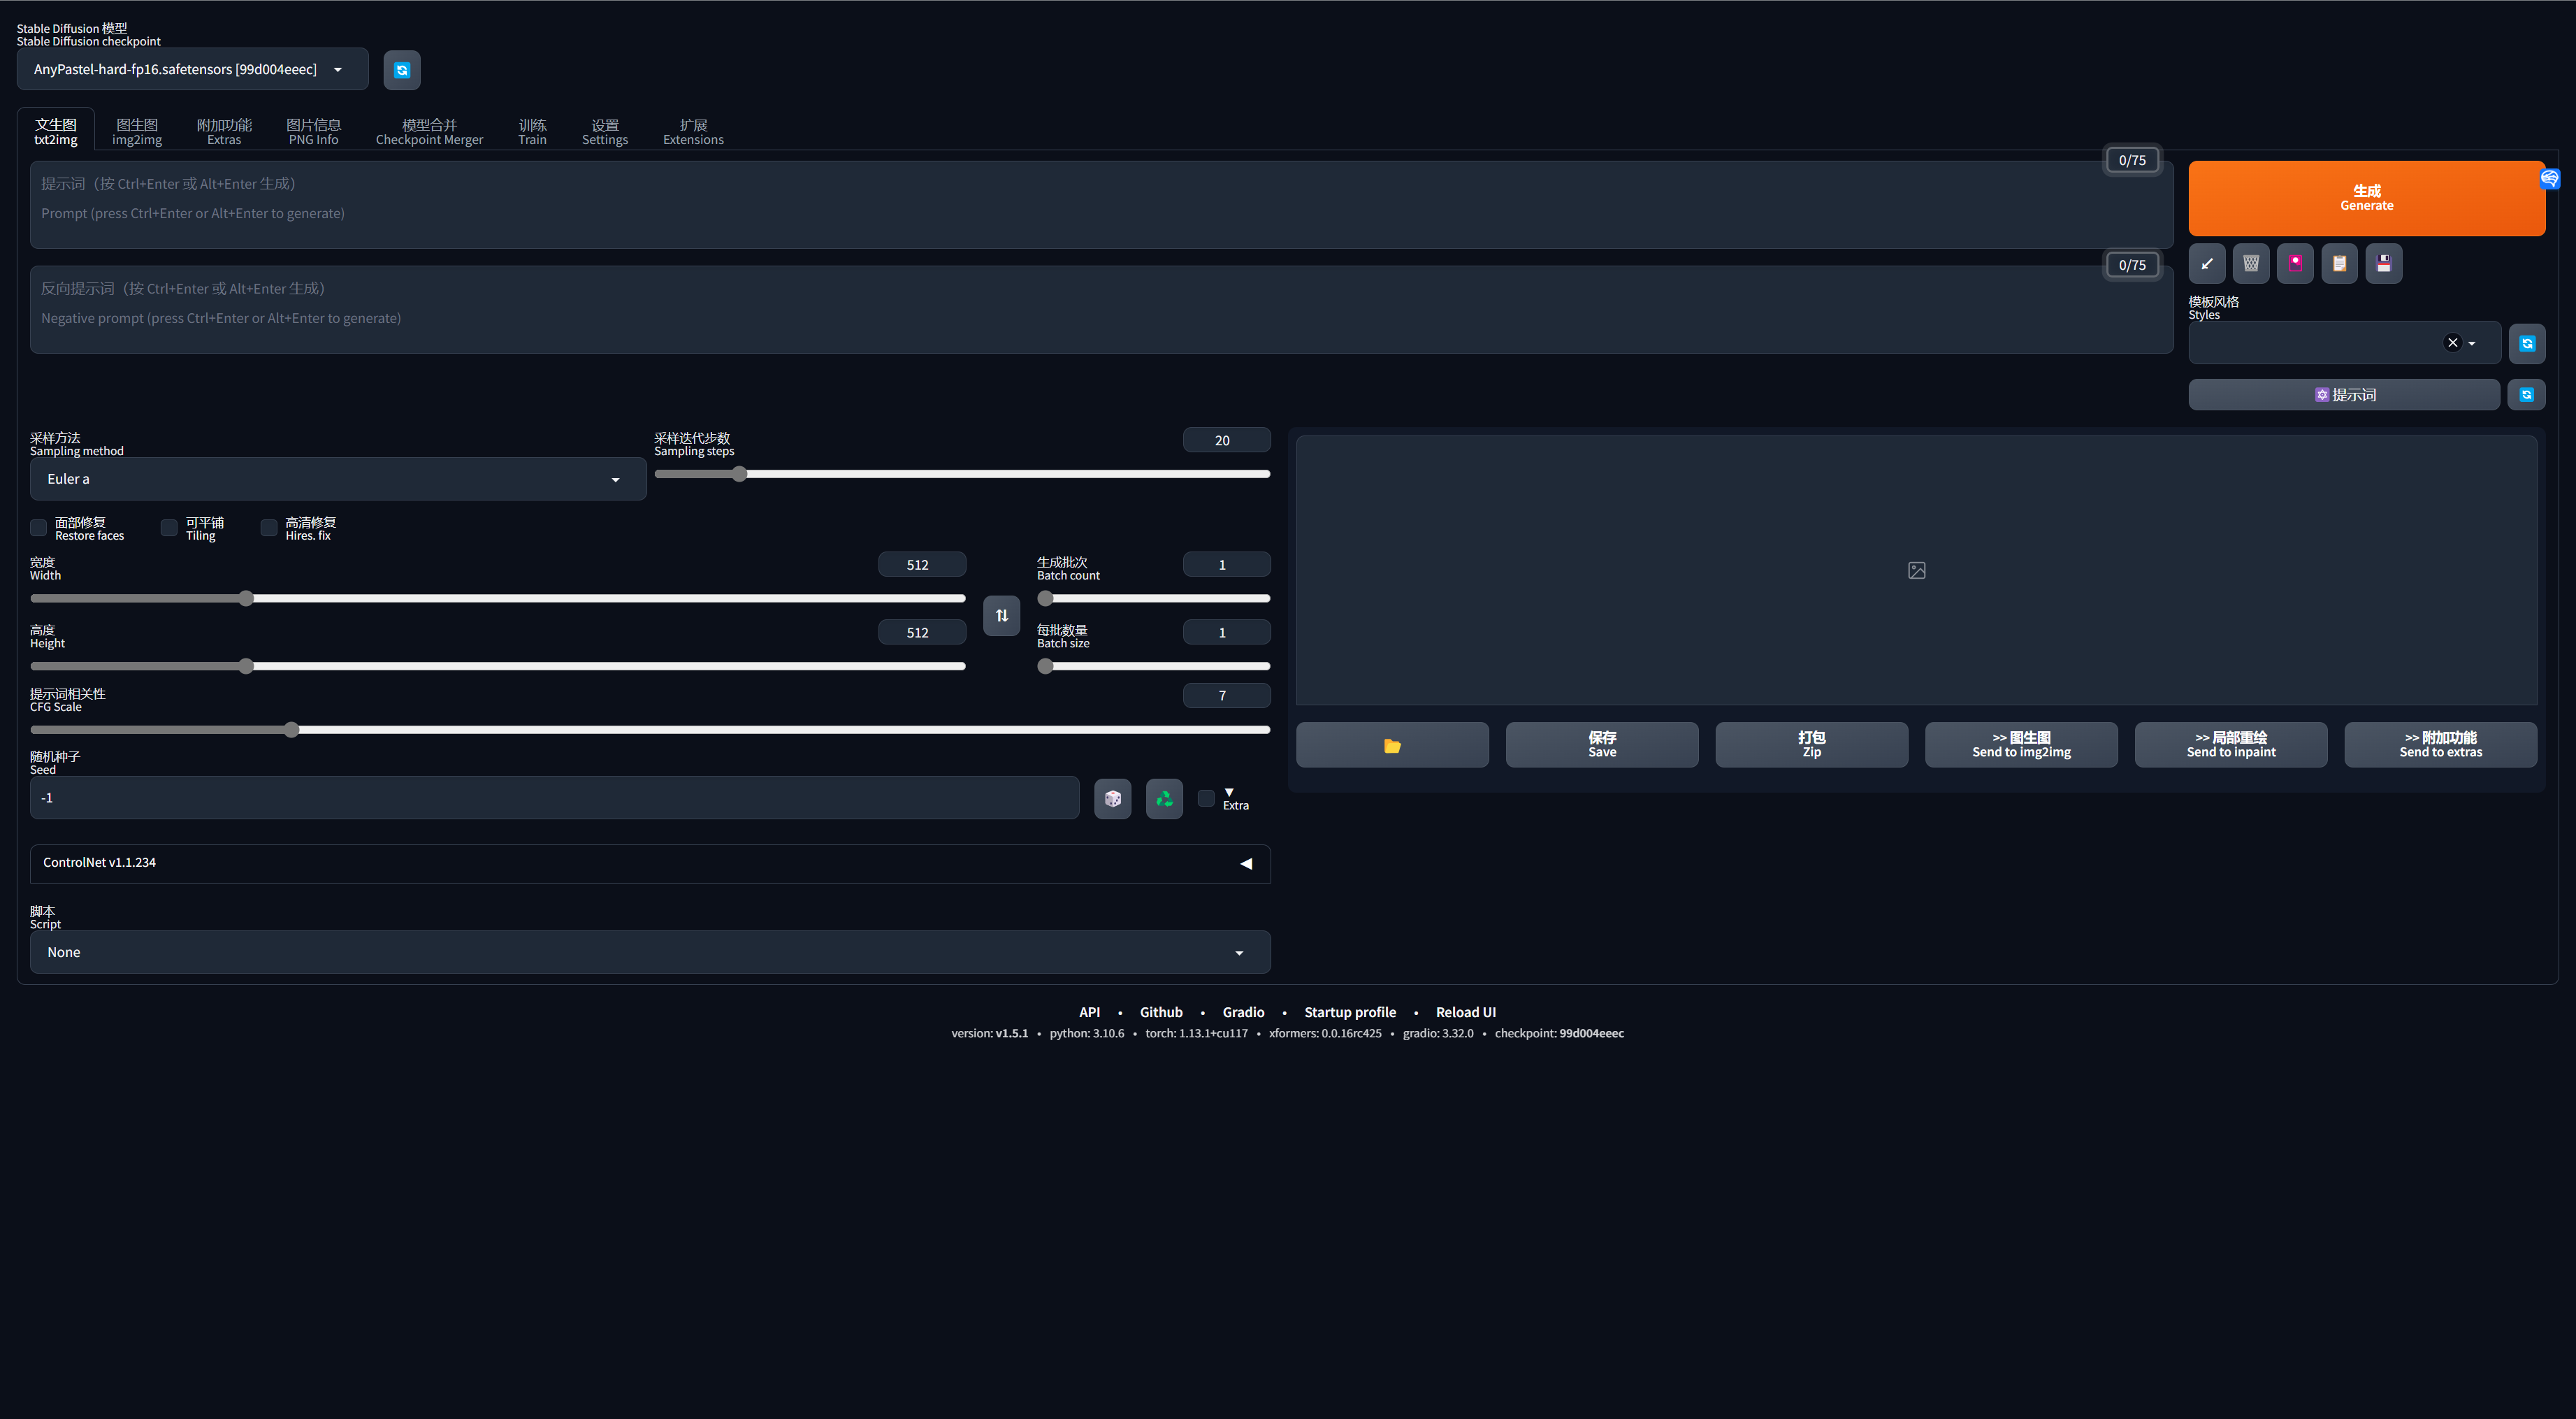 Stable Diffusion 模型
Stable Diffusion checkpoint
AnyPastel-hard-fp16.safetensors [99d004eeec]
文生图
txt2img
图生图
img2img
附加功能
Extras
图片信息
PNG Info
模型合并
Checkpoint Merger
训练
Train
设置
Settings
扩展
Extensions
0/75
提示词（按 Ctrl+Enter 或 Alt+Enter 生成）
Prompt (press Ctrl+Enter or Alt+Enter to generate)
0/75
反向提示词（按 Ctrl+Enter 或 Alt+Enter 生成）
Negative prompt (press Ctrl+Enter or Alt+Enter to generate)
生成
Generate
模板风格
Styles
提示词
采样方法
Sampling method
Euler a
采样迭代步数
Sampling steps
20
面部修复
Restore faces
可平铺
Tiling
高清修复
Hires. fix
宽度
Width
512
高度
Height
512
生成批次
Batch count
1
每批数量
Batch size
1
提示词相关性
CFG Scale
7
随机种子
Seed
-1
▼
Extra
ControlNet v1.1.234
脚本
Script
None
保存
Save
打包
Zip
>> 图生图
Send to img2img
>> 局部重绘
Send to inpaint
>> 附加功能
Send to extras
API • Github • Gradio • Startup profile • Reload UI
version: v1.5.1 • python: 3.10.6 • torch: 1.13.1+cu117 • xformers: 0.0.16rc425 • gradio: 3.32.0 • checkpoint: 99d004eeec